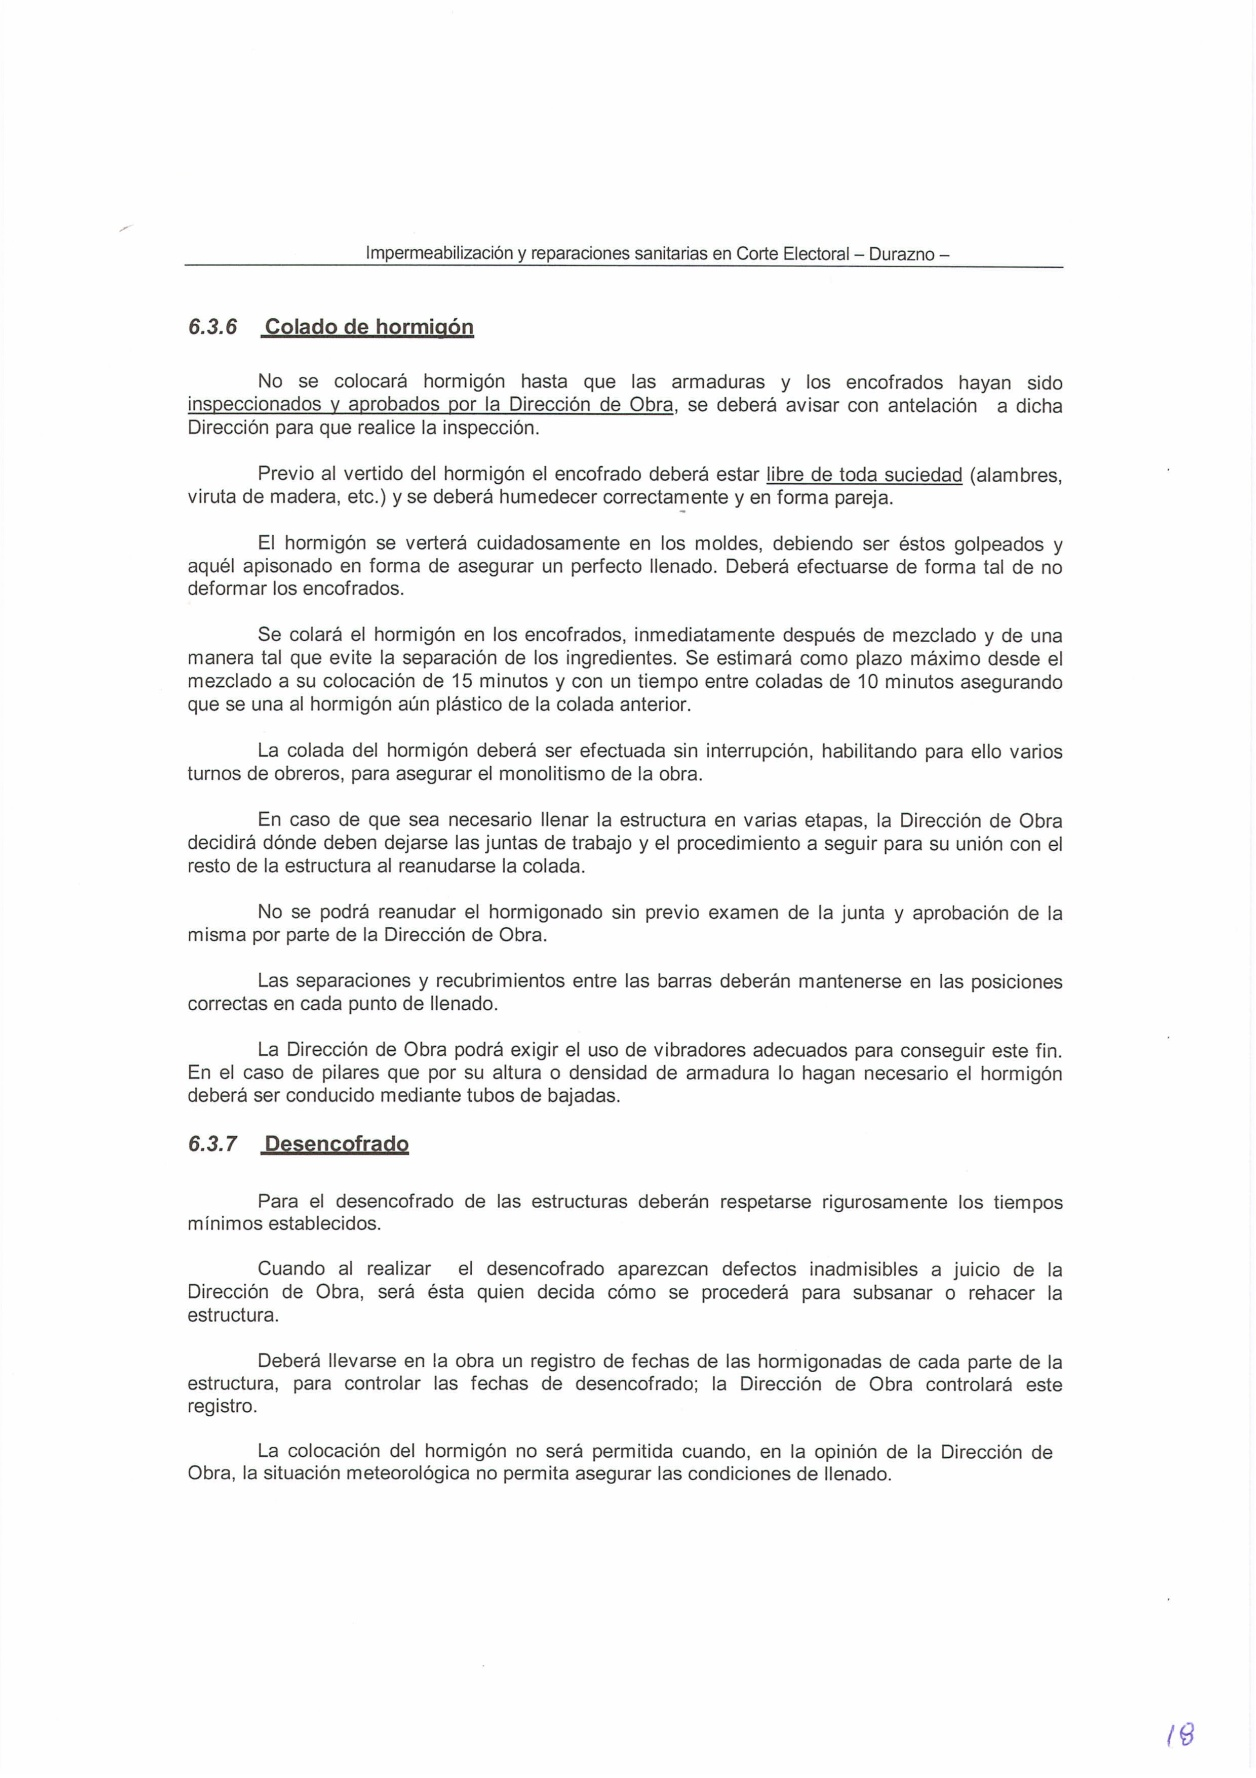 Impermeabilización y reparaciones sanitarias en Corte Electoral – Durazno –
6.3.6 Colado de hormigón
No se colocará hormigón hasta que las armaduras y los encofrados hayan sido
inspeccionados y aprobados por la Dirección de Obra, se deberá avisar con antelación a dicha
Dirección para que realice la inspección.
Previo al vertido del hormigón el encofrado deberá estar libre de toda suciedad (alambres,
viruta de madera, etc.) y se deberá humedecer correctamente y en forma pareja.
El hormigón se verterá cuidadosamente en los moldes, debiendo ser éstos golpeados y
aquél apisonado en forma de asegurar un perfecto llenado. Deberá efectuarse de forma tal de no
deformar los encofrados.
Se colará el hormigón en los encofrados, inmediatamente después de mezclado y de una
manera tal que evite la separación de los ingredientes. Se estimará como plazo máximo desde el
mezclado a su colocación de 15 minutos y con un tiempo entre coladas de 10 minutos asegurando
que se una al hormigón aún plástico de la colada anterior.
La colada del hormigón deberá ser efectuada sin interrupción, habilitando para ello varios
turnos de obreros, para asegurar el monolitismo de la obra.
En caso de que sea necesario llenar la estructura en varias etapas, la Dirección de Obra
decidirá dónde deben dejarse las juntas de trabajo y el procedimiento a seguir para su unión con el
resto de la estructura al reanudarse la colada.
No se podrá reanudar el hormigonado sin previo examen de la junta y aprobación de la
misma por parte de la Dirección de Obra.
Las separaciones y recubrimientos entre las barras deberán mantenerse en las posiciones
correctas en cada punto de llenado.
La Dirección de Obra podrá exigir el uso de vibradores adecuados para conseguir este fin.
En el caso de pilares que por su altura o densidad de armadura lo hagan necesario el hormigón
deberá ser conducido mediante tubos de bajadas.
6.3.7 Desencofrado
Para el desencofrado de las estructuras deberán respetarse rigurosamente los tiempos
mínimos establecidos.
Cuando al realizar el desencofrado aparezcan defectos inadmisibles a juicio de la
Dirección de Obra, será ésta quien decida cómo se procederá para subsanar o rehacer la
estructura.
Deberá llevarse en la obra un registro de fechas de las hormigonadas de cada parte de la
estructura, para controlar las fechas de desencofrado; la Dirección de Obra controlará este
registro.
La colocación del hormigón no será permitida cuando, en la opinión de la Dirección de
Obra, la situación meteorológica no permita asegurar las condiciones de llenado.
18